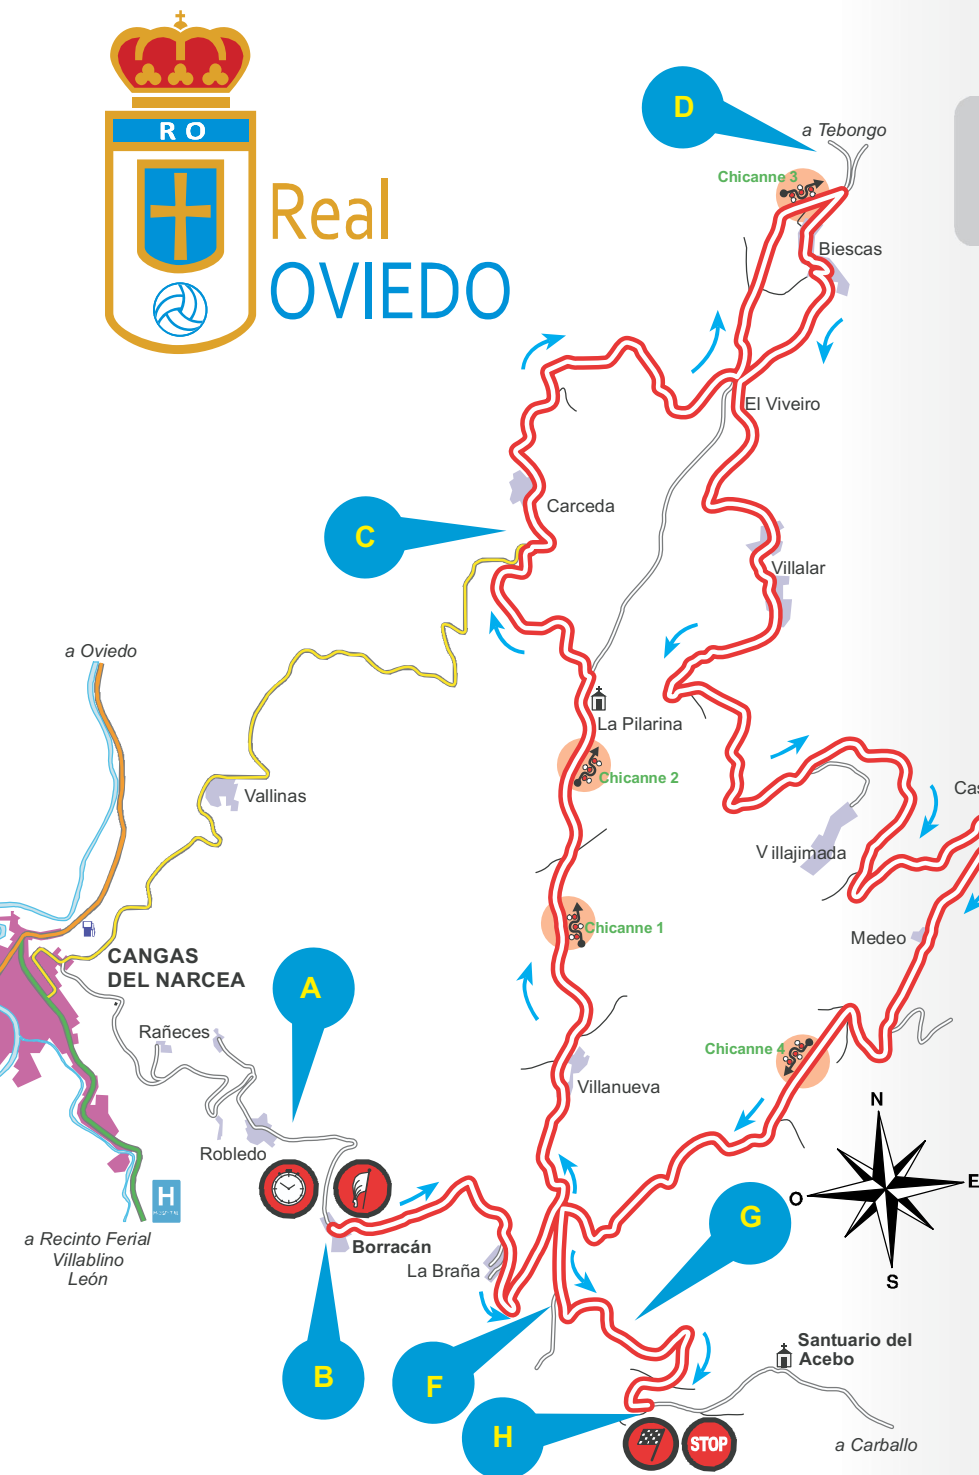 R O
Real
OVIEDO
D
a Tebongo
Chicanne 3
Biescas
El Viveiro
Carceda
C
Villalar
a Oviedo
La Pilarina
Chicanne 2
Vallinas
Cas
Villajimada
Chicanne 1
Medeo
CANGAS
DEL NARCEA
A
Rañeces
Chicanne 4
Villanueva
N
Robledo
E
O
H
G
a Recinto Ferial
Villablino
León
Borracán
La Braña
S
Santuario del
Acebo
B
F
H
STOP
a Carballo